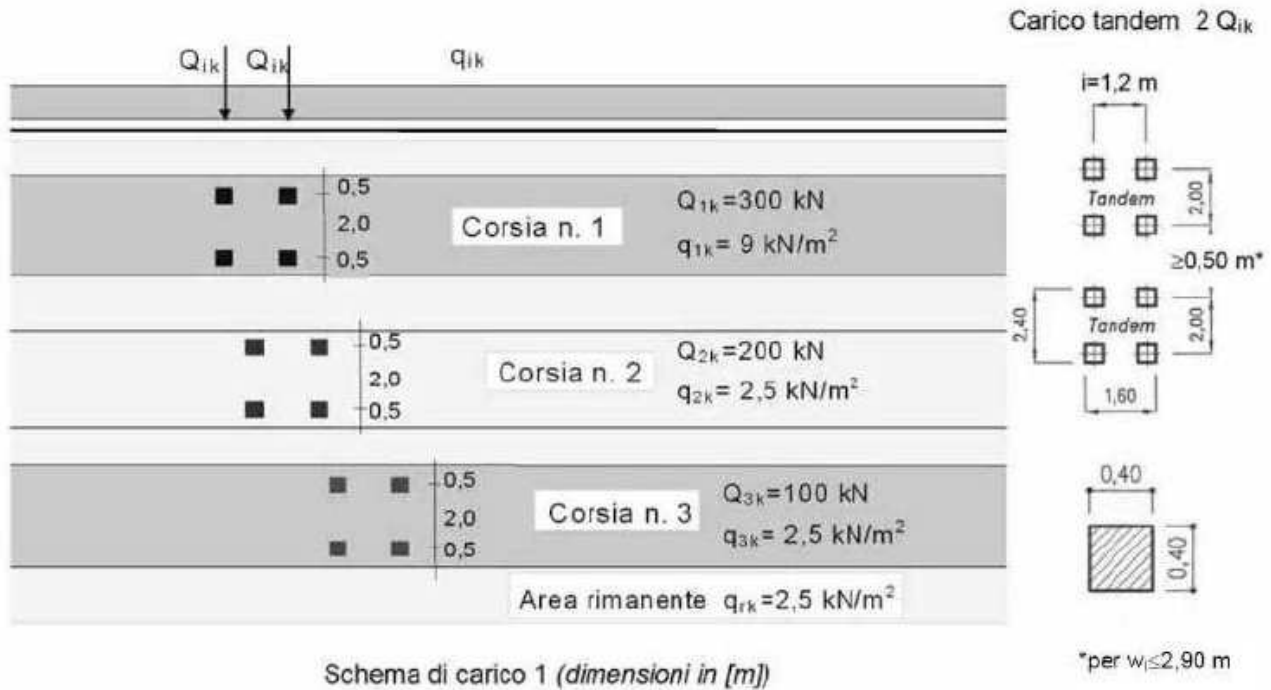 Carico tandem 2 Qik
Qik
Qik
qik
i=1,2 m
0,5
2,0
0,5
Corsia n. 1
Q1k=300 kN
q1k= 9 kN/m²
Tandem
2,00
≥0,50 m*
0,5
2,0
0,5
Corsia n. 2
Q2k=200 kN
q2k= 2,5 kN/m²
2,40
Tandem
2,00
1,60
0,5
2,0
0,5
Corsia n. 3
Q3k=100 kN
q3k= 2,5 kN/m²
0,40
0,40
Area rimanente qrk=2,5 kN/m²
Schema di carico 1 (dimensioni in [m])
*per wl≤2,90 m